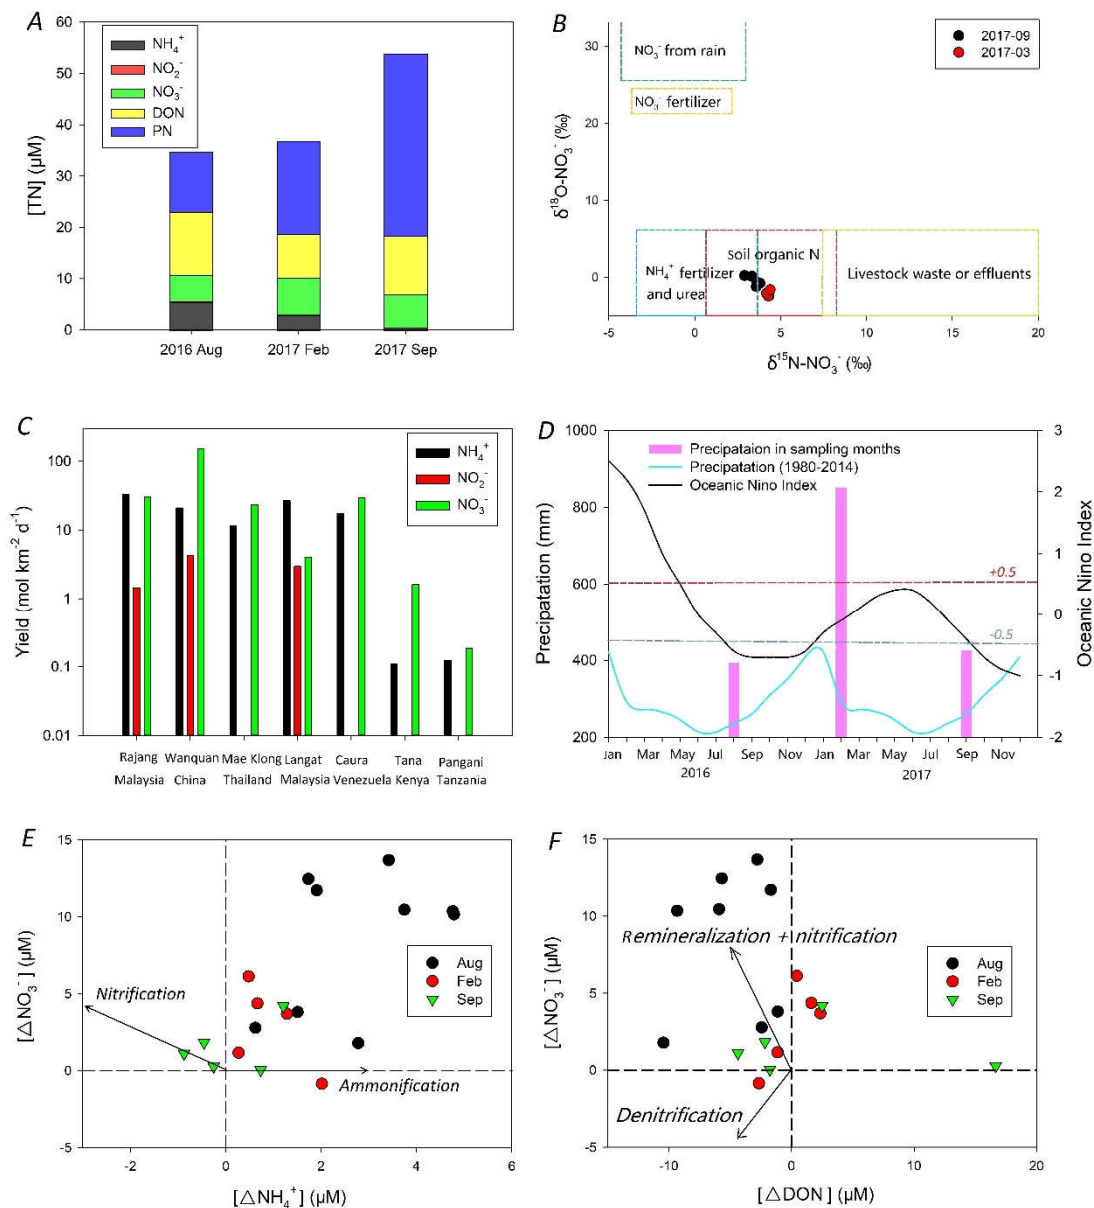 A
60
50
40
30
20
10
0
[TN] (μM)
NH₄⁺
NO₂⁻
NO₃⁻
DON
PN
2016 Aug
2017 Feb
2017 Sep
B
30
20
10
0
δ¹⁸O-NO₃⁻ (‰)
NO₃⁻ from rain
NO₃⁻ fertilizer
2017-09
2017-03
Soil organic N
NH₄⁺ fertilizer
and urea
Livestock waste or effluents
-5
0
5
10
15
20
δ¹⁵N-NO₃⁻ (‰)
C
100
10
1
0.1
0.01
Yield (mol km⁻² d⁻¹)
NH₄⁺
NO₂⁻
NO₃⁻
Rajang Wanquan Mae Klong Langat Caura Tana Pangani
Malaysia China Thailand Malaysia Venezuela Kenya Tanzania
D
1000
800
600
400
200
Precipatation (mm)
Precipataion in sampling months
Precipatation (1980-2014)
Oceanic Nino Index
+0.5
-0.5
3
2
1
0
-1
-2
Oceanic Nino Index
Jan Mar May Jul Sep Nov Jan Mar May Jul Sep Nov
2016 2017
E
15
10
5
0
-5
[△NO₃⁻] (μM)
Aug
Feb
Sep
Nitrification
Ammonification
-2
0
2
4
6
[△NH₄⁺] (μM)
F
15
10
5
0
-5
[△NO₃⁻] (μM)
Remineralization + nitrification
Aug
Feb
Sep
Denitrification
-10
0
10
20
[△DON] (μM)